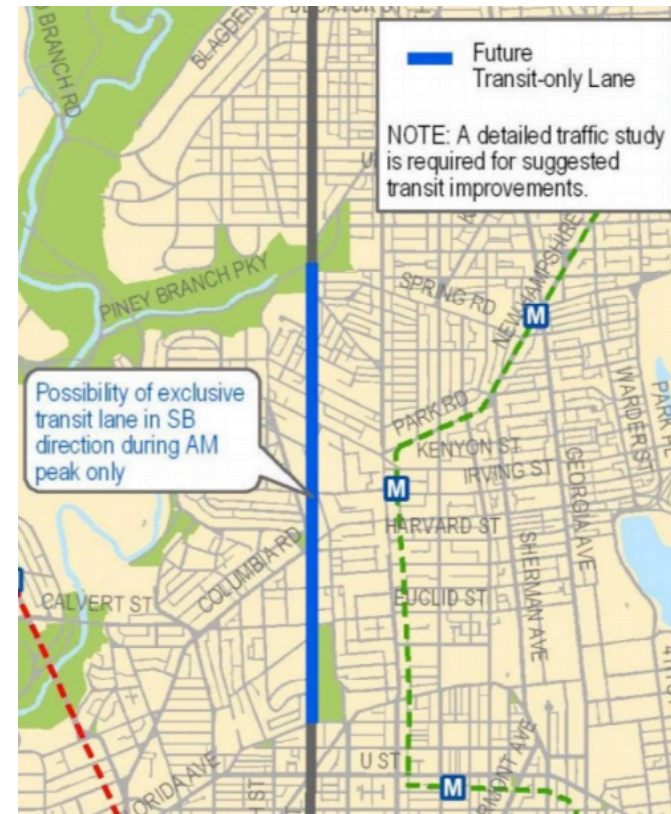 BRANCH RD
BLAGDEN
Future
Transit-only Lane
NOTE: A detailed traffic study
is required for suggested
transit improvements.
PINEY BRANCH PKY
SPRING RD
NEW HAMPSHIRE
M
Possibility of exclusive
transit lane in SB
direction during AM
peak only
PARK RD
KENYON ST
IRVING ST
WARDER ST
GEORGIA AVE
M
HARVARD ST
COLUMBIA RD
SHERMAN AVE
CALVERT ST
EUCLID ST
U ST
M